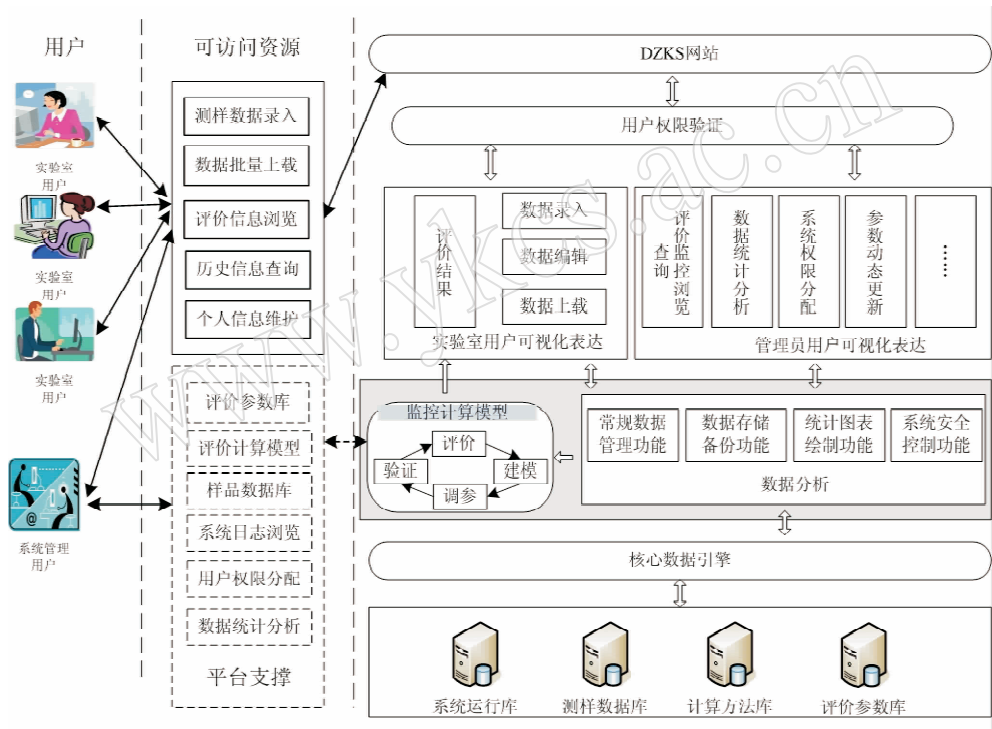 用户
实验室
用户
实验室
用户
实验室
用户
系统管理
用户
可访问资源
测样数据录入
数据批量上载
评价信息浏览
历史信息查询
个人信息维护
评价参数库
评价计算模型
样品数据库
系统日志浏览
用户权限分配
数据统计分析
平台支撑
DZKS网站
用户权限验证
评价结果
数据录入
数据编辑
数据上载
实验室用户可视化表达
评价监控浏览
查询
数据统计分析
系统权限分配
参数动态更新
……
管理员用户可视化表达
监控计算模型
评价
验证
建模
调参
常规数据
管理功能
数据存储
备份功能
统计图表
绘制功能
系统安全
控制功能
数据分析
核心数据引擎
系统运行库
测样数据库
计算方法库
评价参数库
www.ykcs.ac.cn